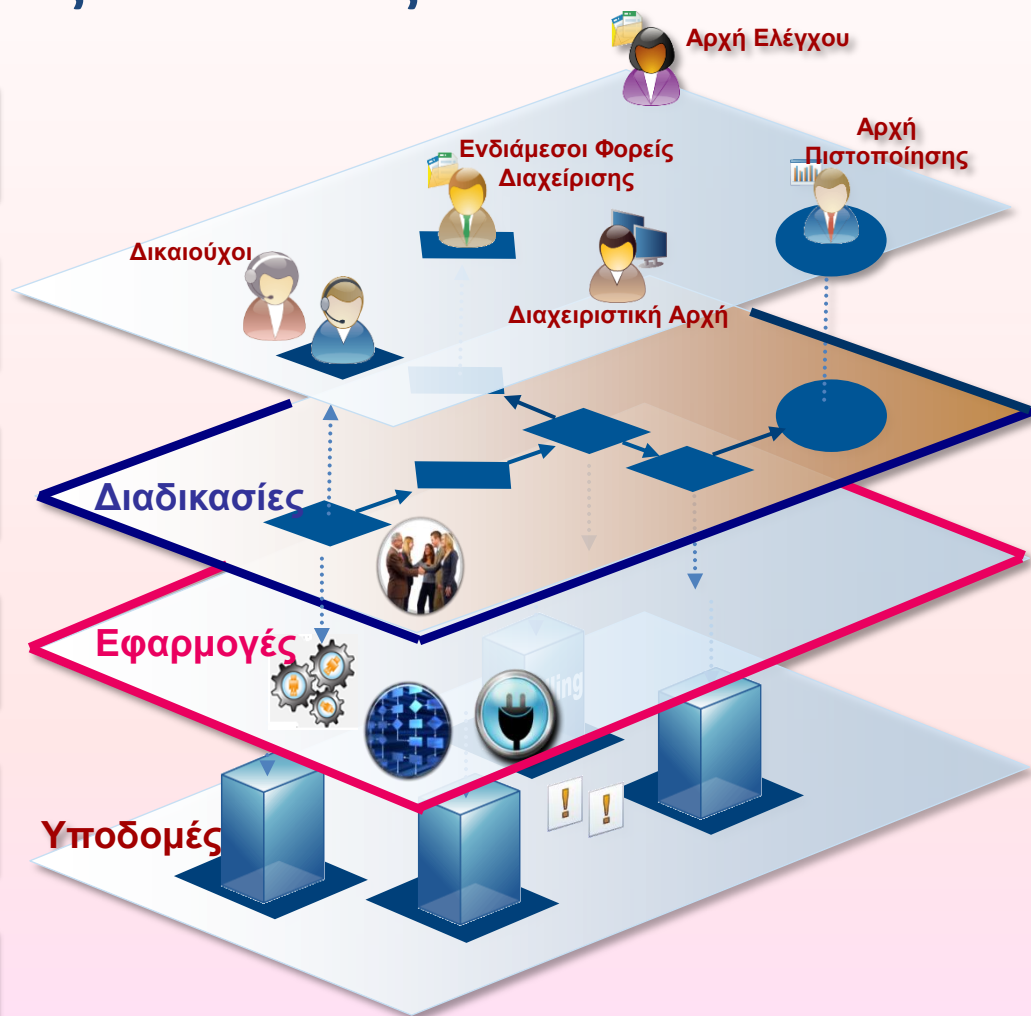 Αρχή Ελέγχου
Αρχή
Πιστοποίησης
Ενδιάμεσοι Φορείς
Διαχείρισης
Δικαιούχοι
Διαχειριστική Αρχή
Διαδικασίες
Εφαρμογές
Υποδομές